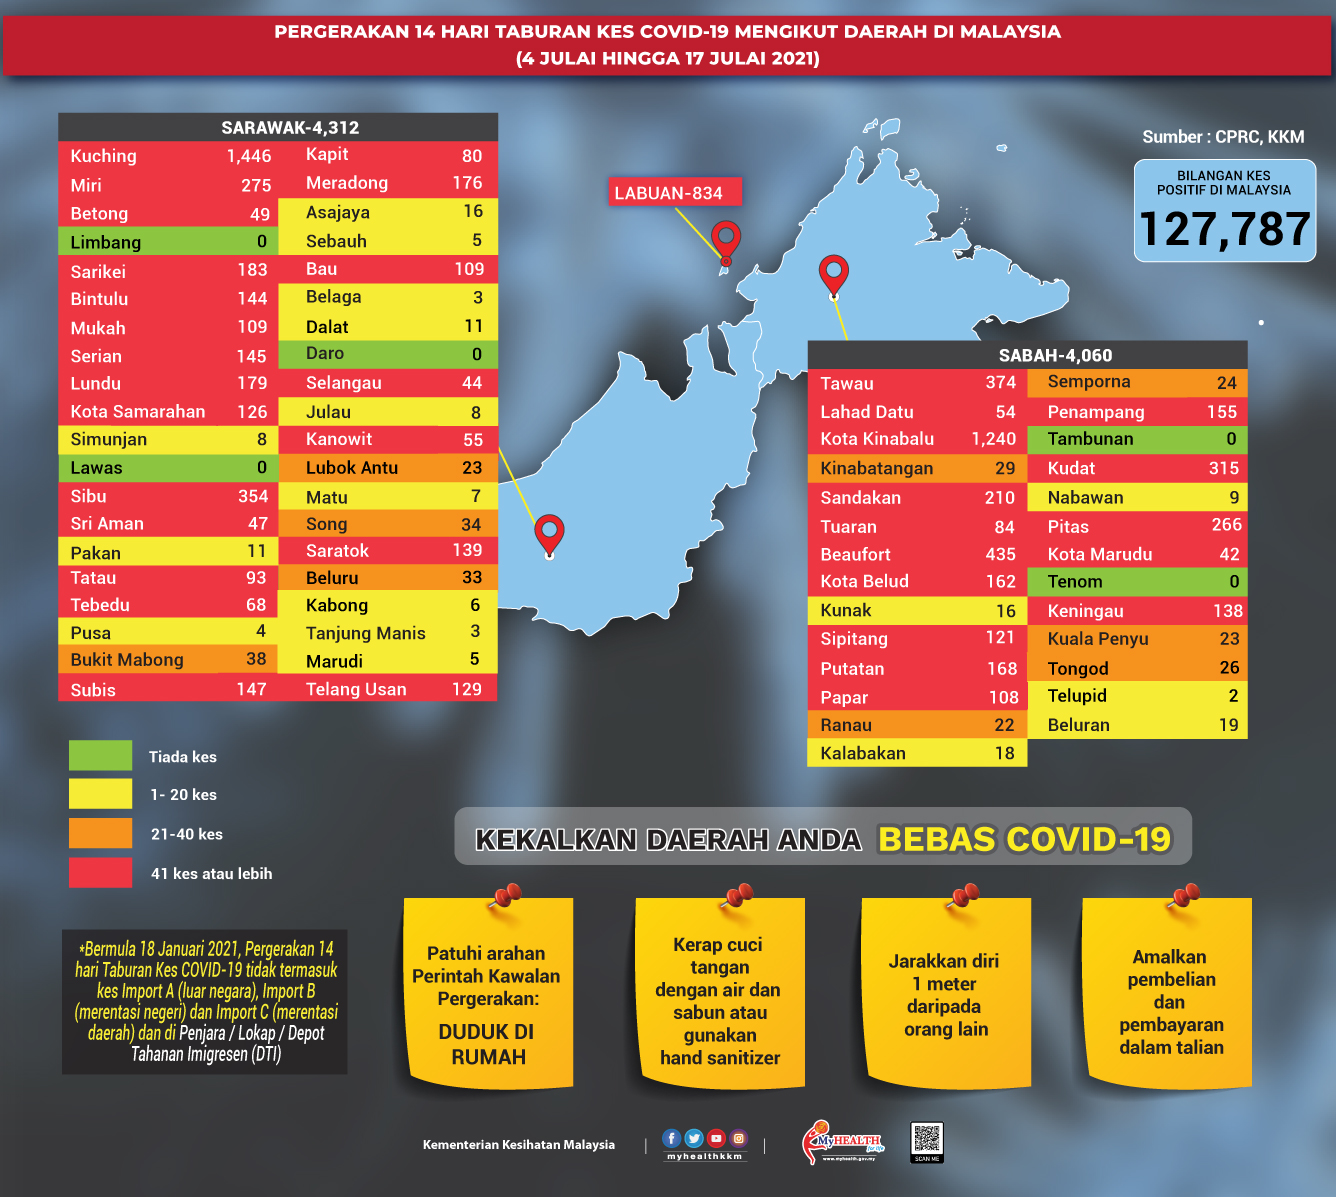 PERGERAKAN 14 HARI TABURAN KES COVID-19 MENGIKUT DAERAH DI MALAYSIA
(4 JULAI HINGGA 17 JULAI 2021)
SARAWAK-4,312
Kuching 1,446 Kapit 80
Miri 275 Meradong 176
Betong 49 Asajaya 16
Limbang 0 Sebauh 5
Sarikei 183 Bau 109
Bintulu 144 Belaga 3
Mukah 109 Dalat 11
Serian 145 Daro 0
Lundu 179 Selangau 44
Kota Samarahan 126 Julau 8
Simunjan 8 Kanowit 55
Lawas 0 Lubok Antu 23
Sibu 354 Matu 7
Sri Aman 47 Song 34
Pakan 11 Saratok 139
Tatau 93 Beluru 33
Tebedu 68 Kabong 6
Pusa 4 Tanjung Manis 3
Bukit Mabong 38 Marudi 5
Subis 147 Telang Usan 129
LABUAN-834
Sumber : CPRC, KKM
BILANGAN KES
POSITIF DI MALAYSIA
127,787
SABAH-4,060
Tawau 374 Semporna 24
Lahad Datu 54 Penampang 155
Kota Kinabalu 1,240 Tambunan 0
Kinabatangan 29 Kudat 315
Sandakan 210 Nabawan 9
Tuaran 84 Pitas 266
Beaufort 435 Kota Marudu 42
Kota Belud 162 Tenom 0
Kunak 16 Keningau 138
Sipitang 121 Kuala Penyu 23
Putatan 168 Tongod 26
Papar 108 Telupid 2
Ranau 22 Beluran 19
Kalabakan 18
Tiada kes
1- 20 kes
21-40 kes
41 kes atau lebih
*Bermula 18 Januari 2021, Pergerakan 14
hari Taburan Kes COVID-19 tidak termasuk
kes Import A (luar negara), Import B
(merentasi negeri) dan Import C (merentasi
daerah) dan di Penjara / Lokap / Depot
Tahanan Imigresen (DTI)
KEKALKAN DAERAH ANDA BEBAS COVID-19
Patuhi arahan
Perintah Kawalan
Pergerakan:
DUDUK DI
RUMAH
Kerap cuci
tangan
dengan air dan
sabun atau
gunakan
hand sanitizer
Jarakkan diri
1 meter
daripada
orang lain
Amalkan
pembelian
dan
pembayaran
dalam talian
Kementerian Kesihatan Malaysia
myhealthkkm
MyHEALTH
for life
www.myhealth.gov.my
SCAN ME